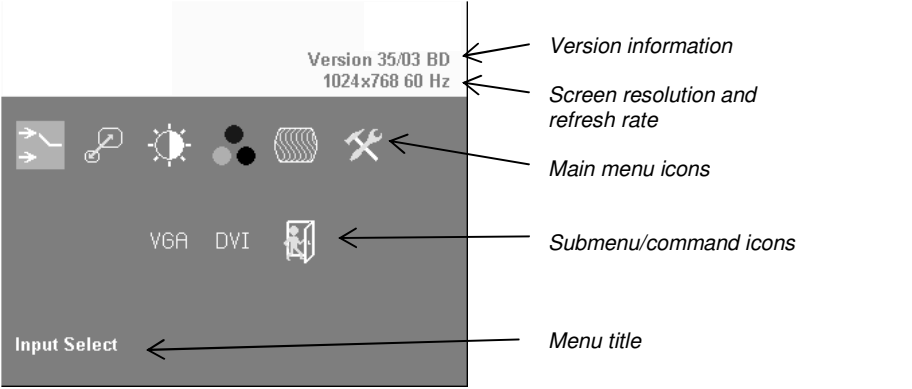 Version 35/03 BD
1024x768 60 Hz
VGA DVI
Input Select
Version information
Screen resolution and
refresh rate
Main menu icons
Submenu/command icons
Menu title